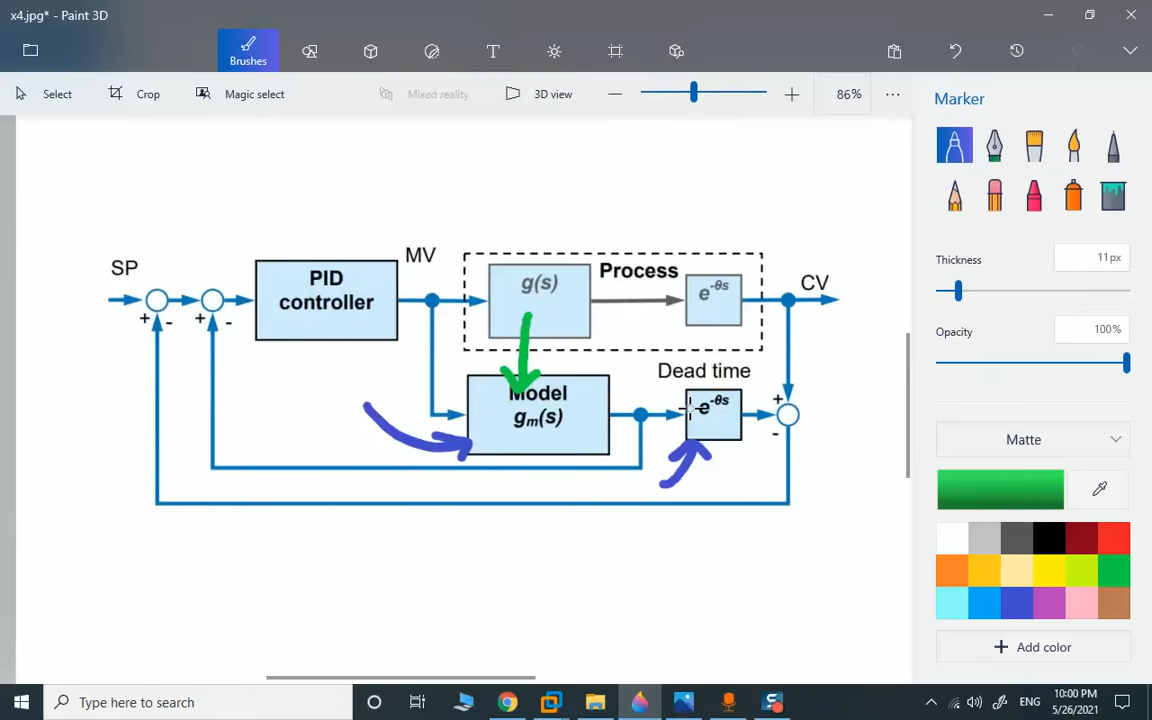 x4.jpg* - Paint 3D
Brushes
Select
Crop
Magic select
Mixed reality
3D view
86%
Marker
Thickness
11px
Opacity
100%
Matte
Add color
SP
+
-
+
-
PID
controller
MV
g(s)
Process
e-θs
CV
Model
gm(s)
Dead time
e-θs
+
-
Type here to search
ENG
10:00 PM
5/26/2021